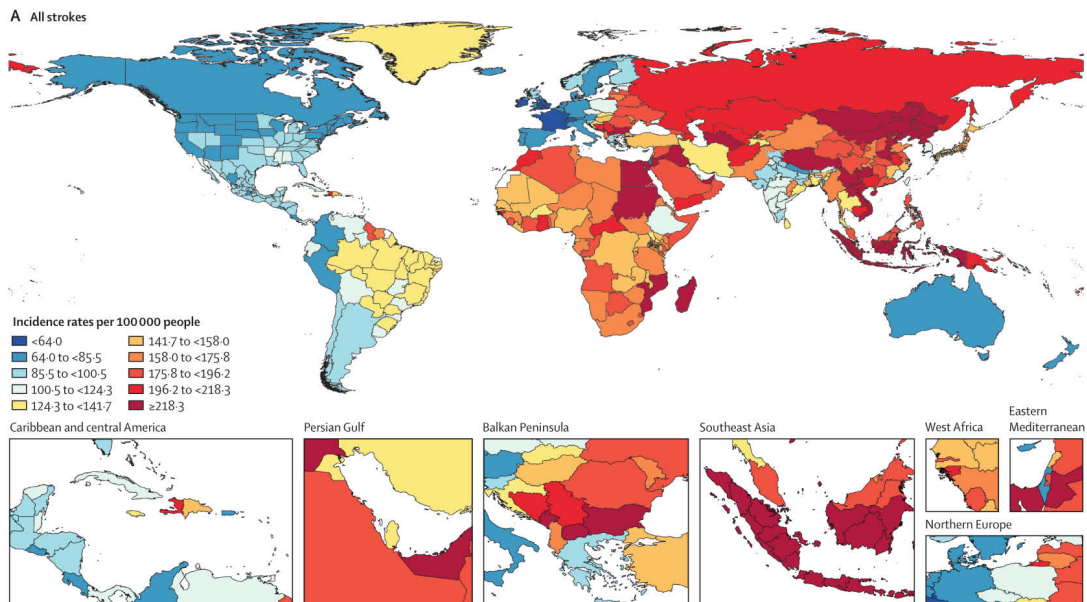 A All strokes
Incidence rates per 100 000 people
<64·0
64·0 to <85·5
85·5 to <100·5
100·5 to <124·3
124·3 to <141·7
141·7 to <158·0
158·0 to <175·8
175·8 to <196·2
196·2 to <218·3
≥218·3
Caribbean and central America
Persian Gulf
Balkan Peninsula
Southeast Asia
West Africa
Eastern
Mediterranean
Northern Europe